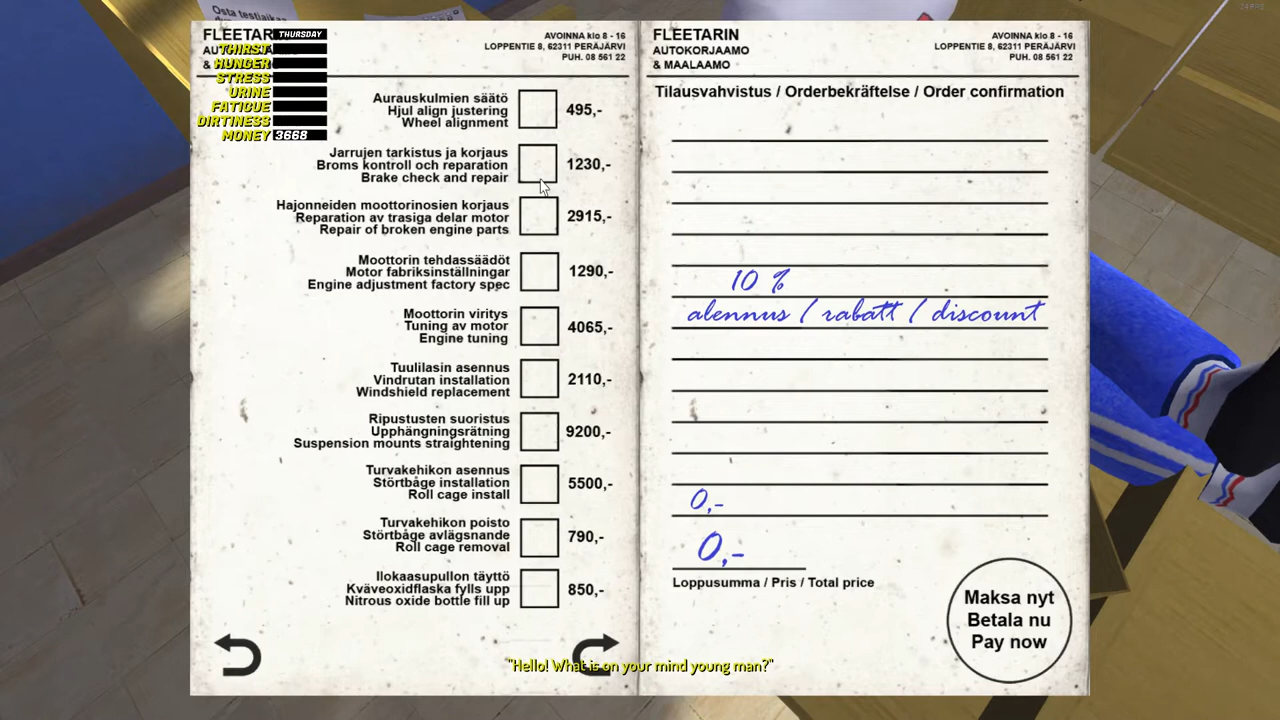 Osta testiaika
24 FPS
FLEETARIN
AUTOKORJAAMO
& MAALAAMO
AVOINNA klo 8 - 16
LOPPENTIE 8, 62311 PERÄJÄRVI
PUH. 08 561 22
THURSDAY
THIRST
HUNGER
STRESS
URINE
FATIGUE
DIRTINESS
MONEY 3668
Aurauskulmien säätö
Hjul align justering
Wheel alignment
495,-
Jarrujen tarkistus ja korjaus
Broms kontroll och reparation
Brake check and repair
1230,-
Hajonneiden moottorinosien korjaus
Reparation av trasiga delar motor
Repair of broken engine parts
2915,-
Moottorin tehdassäädöt
Motor fabriksinställningar
Engine adjustment factory spec
1290,-
Moottorin viritys
Tuning av motor
Engine tuning
4065,-
Tuulilasin asennus
Vindrutan installation
Windshield replacement
2110,-
Ripustusten suoristus
Upphängningsrätning
Suspension mounts straightening
9200,-
Turvakehikon asennus
Störtbåge installation
Roll cage install
5500,-
Turvakehikon poisto
Störtbåge avlägsnande
Roll cage removal
790,-
Ilokaasupullon täyttö
Kväveoxidflaska fylls upp
Nitrous oxide bottle fill up
850,-
FLEETARIN
AUTOKORJAAMO
& MAALAAMO
AVOINNA klo 8 - 16
LOPPENTIE 8, 62311 PERÄJÄRVI
PUH. 08 561 22
Tilausvahvistus / Orderbekräftelse / Order confirmation
10 %
alennus / rabatt / discount
0,-
0,-
Loppusumma / Pris / Total price
Maksa nyt
Betala nu
Pay now
"Hello! What is on your mind young man?"